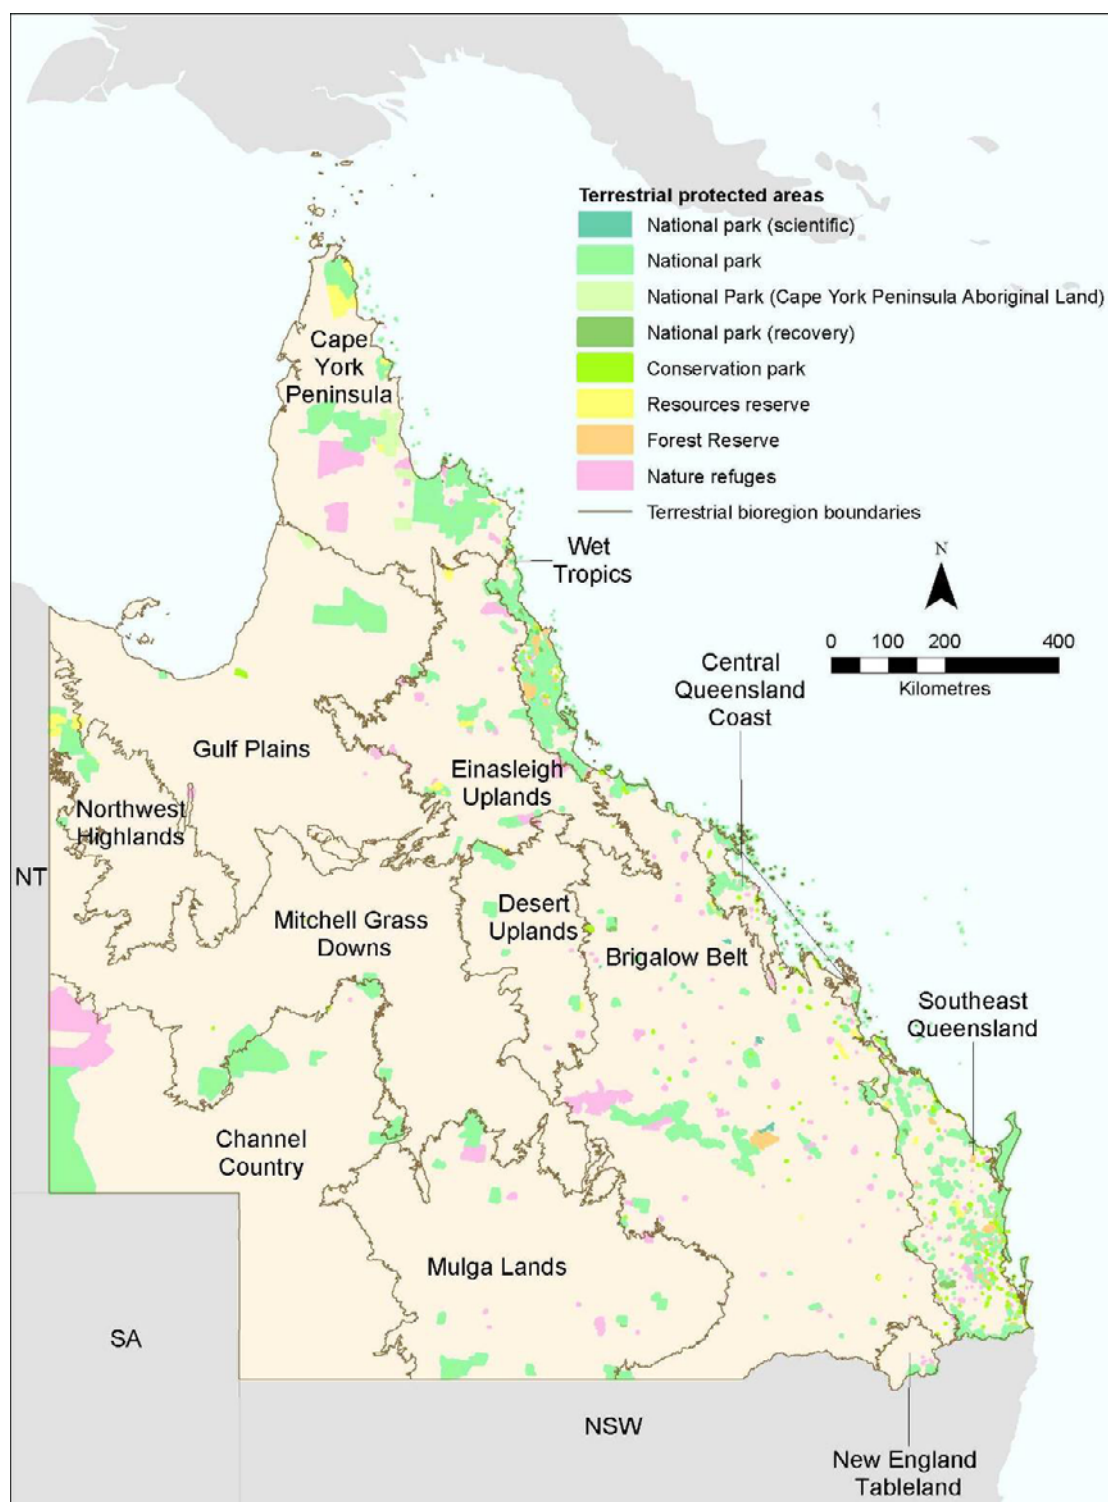 Terrestrial protected areas
National park (scientific)
National park
National Park (Cape York Peninsula Aboriginal Land)
National park (recovery)
Conservation park
Resources reserve
Forest Reserve
Nature refuges
Terrestrial bioregion boundaries
Cape
York
Peninsula
Wet
Tropics
N
0 100 200 400
Kilometres
Central
Queensland
Coast
Gulf Plains
Einasleigh
Uplands
Northwest
Highlands
NT
Mitchell Grass
Downs
Desert
Uplands
Brigalow Belt
Southeast
Queensland
Channel
Country
Mulga Lands
SA
NSW
New England
Tableland